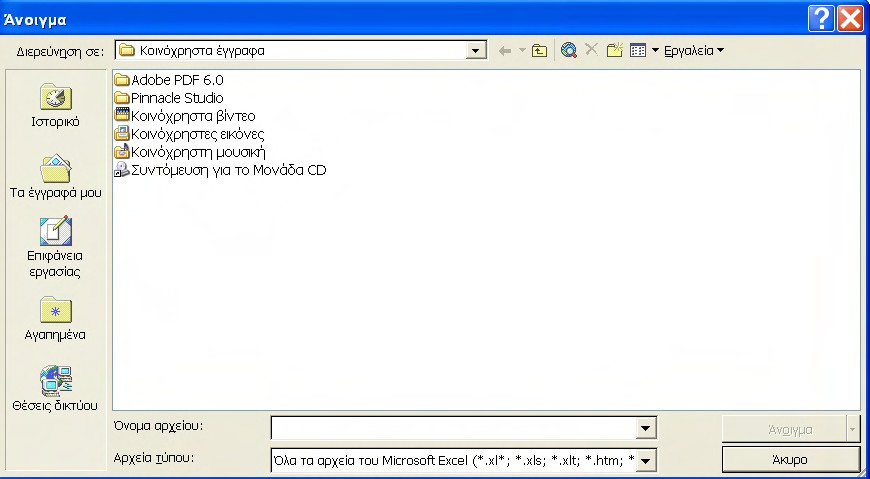 Άνοιγμα
Διερεύνηση σε: Κοινόχρηστα έγγραφα Εργαλεία
Adobe PDF 6.0
Pinnacle Studio
Κοινόχρηστα βίντεο
Κοινόχρηστες εικόνες
Κοινόχρηστη μουσική
Συντόμευση για το Μονάδα CD
Ιστορικό
Τα έγγραφά μου
Επιφάνεια
εργασίας
Αγαπημένα
Θέσεις δικτύου
Όνομα αρχείου: Άνοιγμα
Αρχεία τύπου: Όλα τα αρχεία του Microsoft Excel (*.xl*; *.xls; *.xlt; *.htm; * Άκυρο